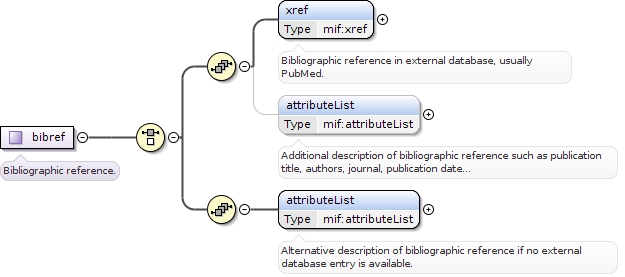 xref
Type mif:xref
Bibliographic reference in external database, usually
PubMed.
attributeList
Type mif:attributeList
Additional description of bibliographic reference such as publication
title, authors, journal, publication date...
bibref
Bibliographic reference.
attributeList
Type mif:attributeList
Alternative description of bibliographic reference if no external
database entry is available.